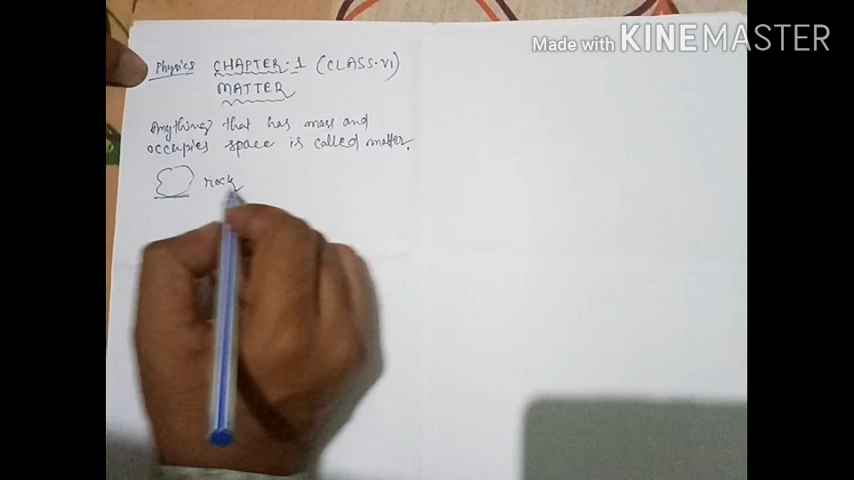 Made with KINEMASTER
Physics CHAPTER-1 (CLASS-VI)
MATTER
Anything that has mass and
occupies space is called matter.
rock